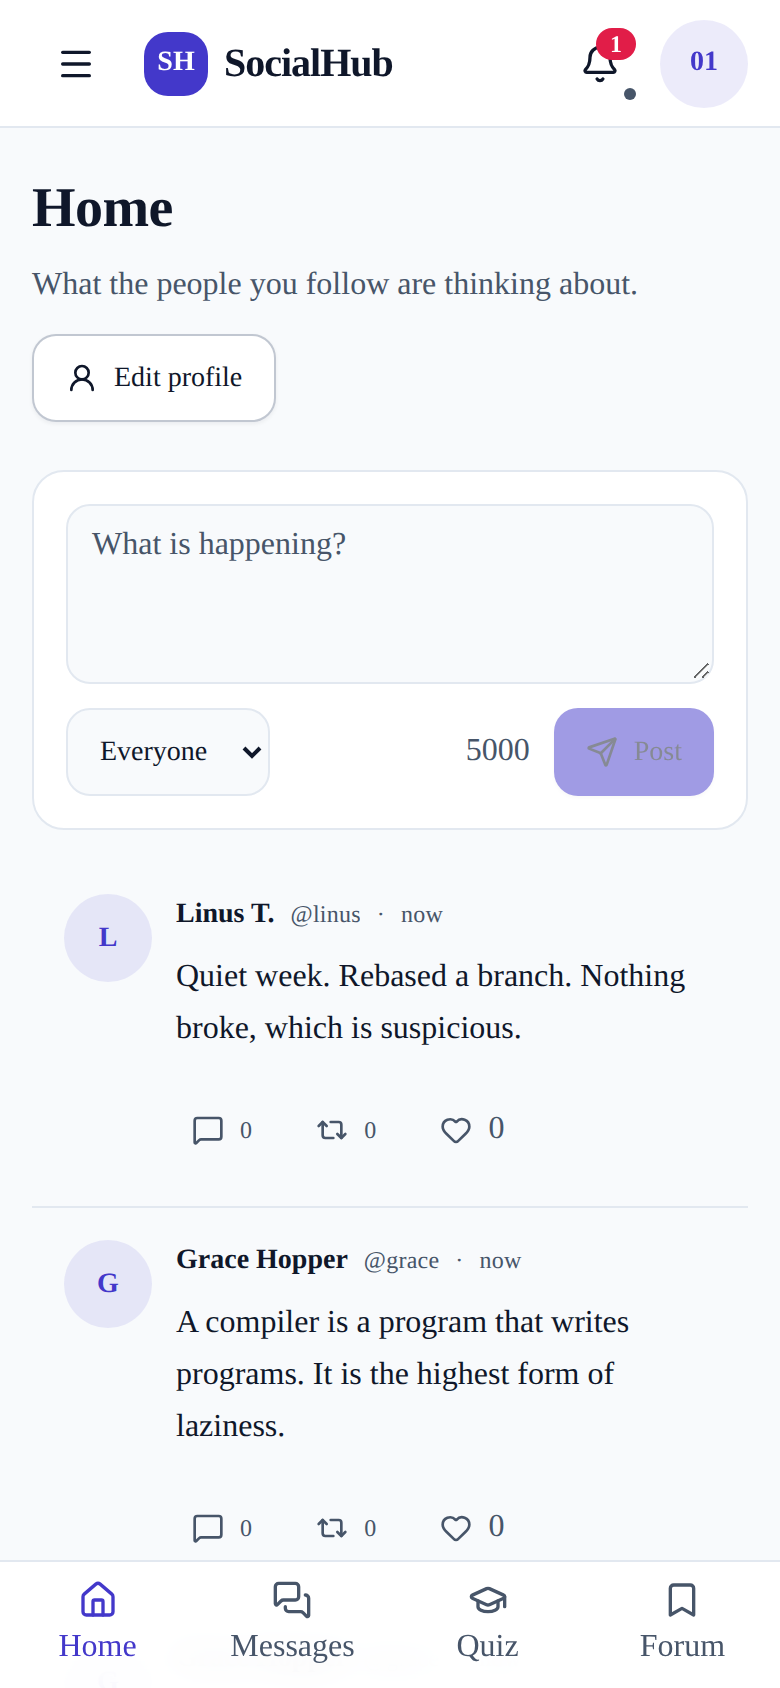 SH SocialHub 1 01
Home
What the people you follow are thinking about.
Edit profile
What is happening?
Everyone 5000 Post
L Linus T. @linus · now
Quiet week. Rebased a branch. Nothing
broke, which is suspicious.
0 0 0
G Grace Hopper @grace · now
A compiler is a program that writes
programs. It is the highest form of
laziness.
0 0 0
Home Messages Quiz Forum